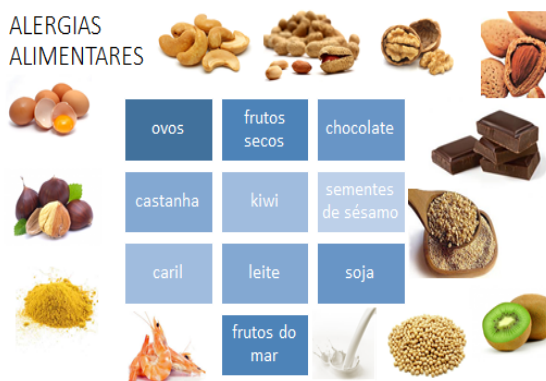 ALERGIAS
ALIMENTARES
ovos
frutos
secos
chocolate
castanha
kiwi
sementes
de sésamo
caril
leite
soja
frutos do
mar